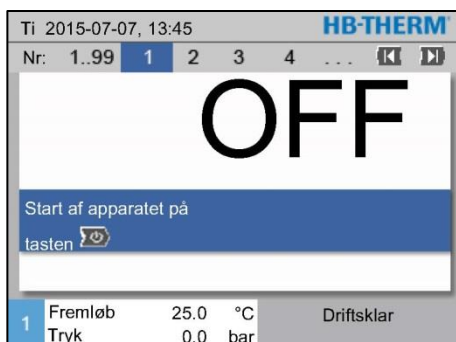 Ti 2015-07-07, 13:45 HB-THERM®
Nr: 1..99 1 2 3 4 ...
OFF
Start af apparatet på
tasten
1 Fremløb 25.0 °C Driftsklar
Tryk 0.0 bar